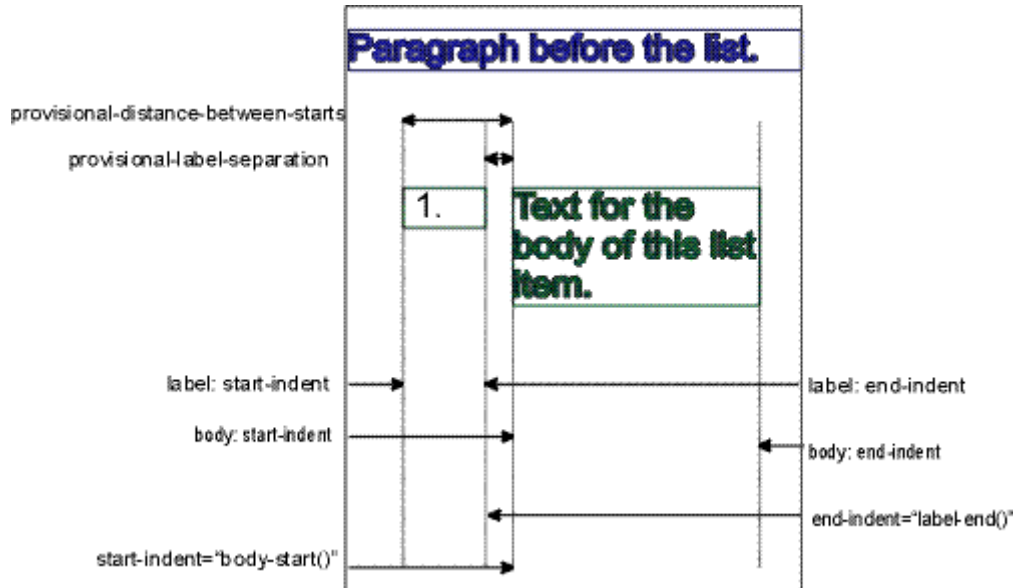 Paragraph before the list.
provisional-distance-between-starts
provisional-label-separation
1.
Text for the
body of this list
item.
label: start-indent
label: end-indent
body: start-indent
body: end-indent
end-indent=“label-end()”
start-indent=“body-start()”